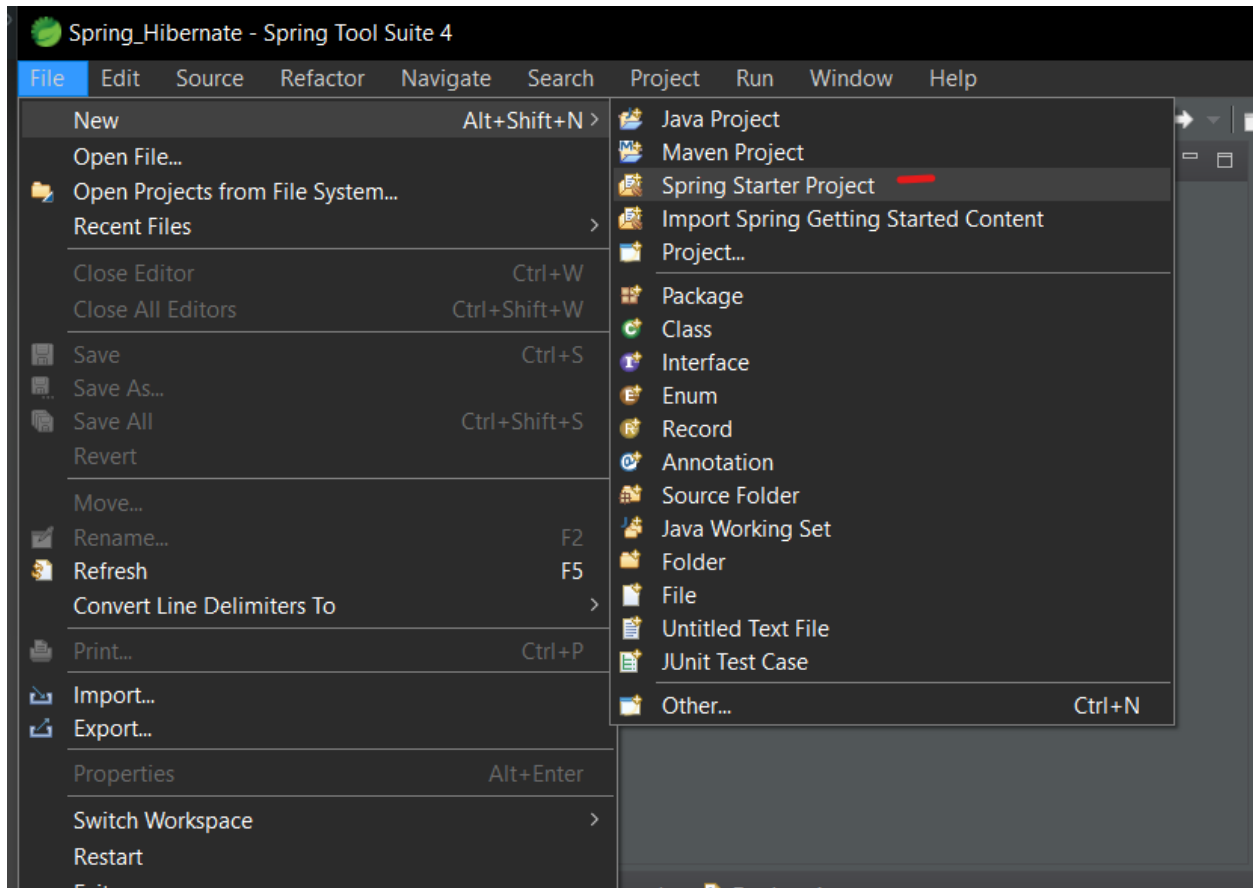 Spring_Hibernate - Spring Tool Suite 4
File Edit Source Refactor Navigate Search Project Run Window Help
New Alt+Shift+N >
Open File...
Open Projects from File System...
Recent Files >
Close Editor Ctrl+W
Close All Editors Ctrl+Shift+W
Save Ctrl+S
Save As...
Save All Ctrl+Shift+S
Revert
Move...
Rename... F2
Refresh F5
Convert Line Delimiters To >
Print... Ctrl+P
Import...
Export...
Properties Alt+Enter
Switch Workspace >
Restart
Java Project
Maven Project
Spring Starter Project
Import Spring Getting Started Content
Project...
Package
Class
Interface
Enum
Record
Annotation
Source Folder
Java Working Set
Folder
File
Untitled Text File
JUnit Test Case
Other... Ctrl+N